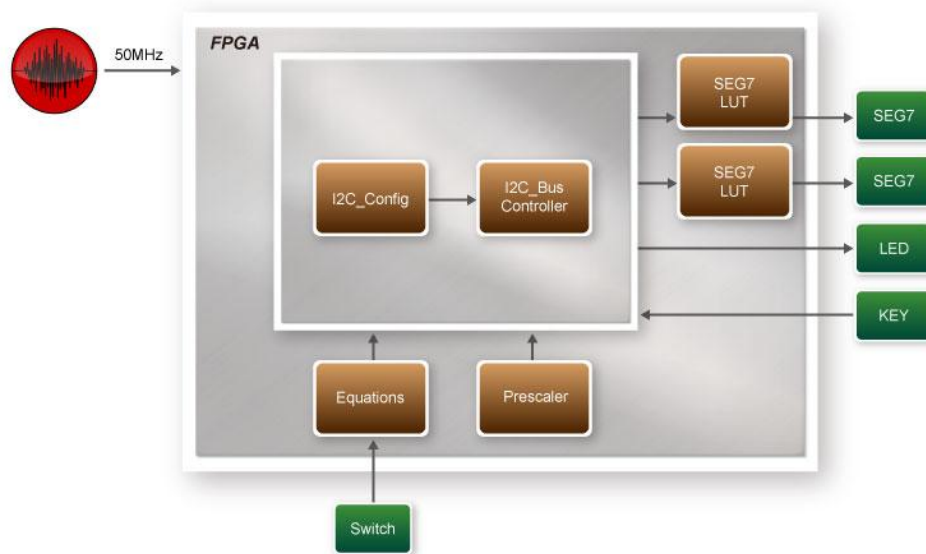 FPGA
50MHz
SEG7
LUT
SEG7
SEG7
LUT
SEG7
I2C_Config
I2C_Bus
Controller
LED
KEY
Equations
Prescaler
Switch